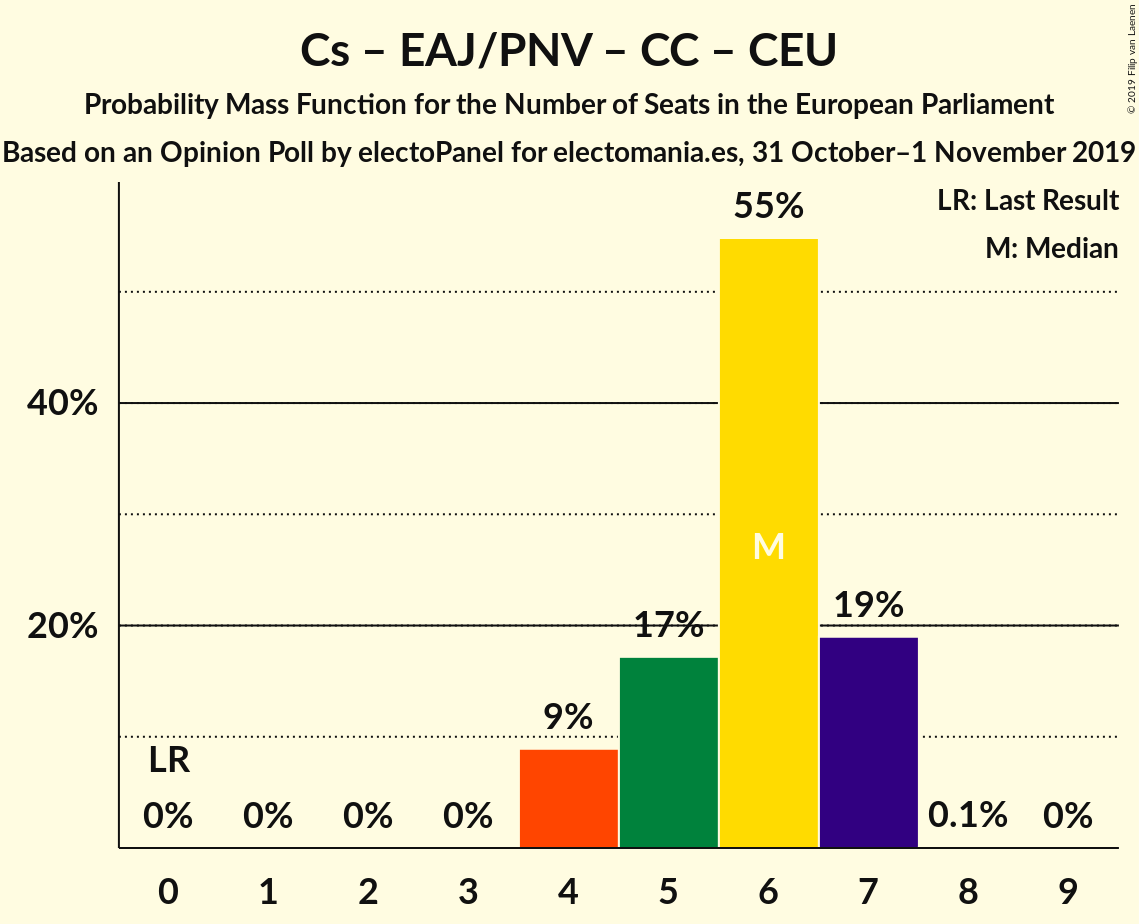 Cs – EAJ/PNV – CC – CEU
Probability Mass Function for the Number of Seats in the European Parliament
Based on an Opinion Poll by electoPanel for electomania.es, 31 October–1 November 2019
© 2019 Filip van Laenen
LR: Last Result
M: Median
55%
40%
M
19%
20%
17%
9%
LR
0%
0%
0%
0%
0.1%
0%
0
1
2
3
4
5
6
7
8
9